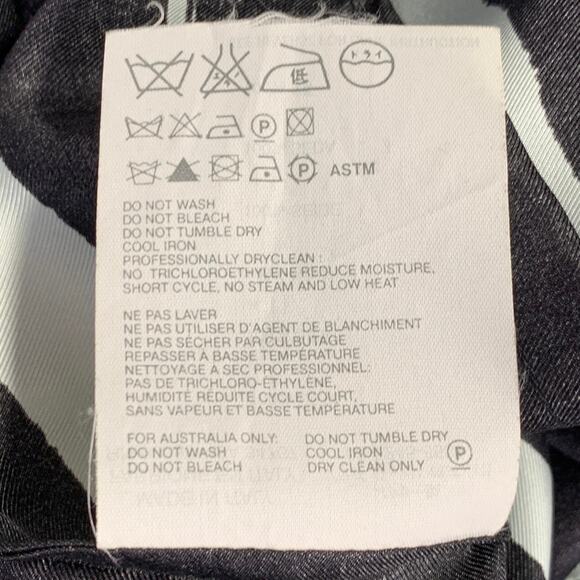 低 ドライ
P
P ASTM
DO NOT WASH
DO NOT BLEACH
DO NOT TUMBLE DRY
COOL IRON
PROFESSIONALLY DRYCLEAN :
NO TRICHLOROETHYLENE REDUCE MOISTURE,
SHORT CYCLE, NO STEAM AND LOW HEAT
NE PAS LAVER
NE PAS UTILISER D'AGENT DE BLANCHIMENT
NE PAS SÉCHER PAR CULBUTAGE
REPASSER À BASSE TEMPÉRATURE
NETTOYAGE A SEC PROFESSIONNEL:
PAS DE TRICHLORO-ÉTHYLÈNE,
HUMIDITÉ RÉDUITE CYCLE COURT,
SANS VAPEUR ET BASSE TEMPÉRATURE
FOR AUSTRALIA ONLY: DO NOT TUMBLE DRY
DO NOT WASH COOL IRON P
DO NOT BLEACH DRY CLEAN ONLY